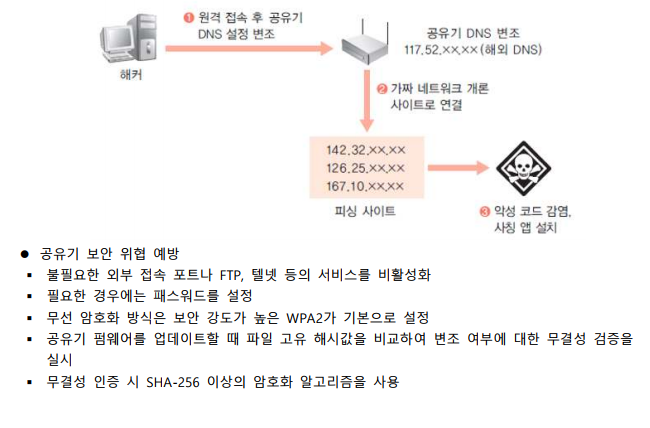 ❶ 원격 접속 후 공유기
DNS 설정 변조
해커
공유기 DNS 변조
117.52.××.××(해외 DNS)
❷ 가짜 네트워크 개론
사이트로 연결
142.32.××.××
126.25.××.××
167.10.××.××
피싱 사이트
❸ 악성 코드 감염,
사칭 앱 설치
● 공유기 보안 위협 예방
▪ 불필요한 외부 접속 포트나 FTP, 텔넷 등의 서비스를 비활성화
▪ 필요한 경우에는 패스워드를 설정
▪ 무선 암호화 방식은 보안 강도가 높은 WPA2가 기본으로 설정
▪ 공유기 펌웨어를 업데이트할 때 파일 고유 해시값을 비교하여 변조 여부에 대한 무결성 검증을
실시
▪ 무결성 인증 시 SHA-256 이상의 암호화 알고리즘을 사용